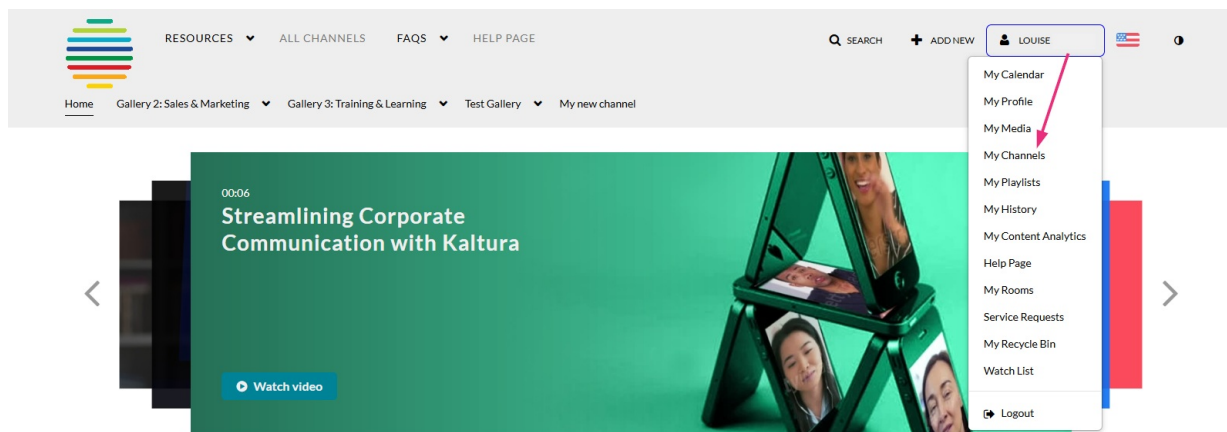 RESOURCES ALL CHANNELS FAQS HELP PAGE SEARCH ADD NEW LOUISE
Home Gallery 2: Sales & Marketing Gallery 3: Training & Learning Test Gallery My new channel
My Calendar
My Profile
My Media
My Channels
My Playlists
My History
My Content Analytics
Help Page
My Rooms
Service Requests
My Recycle Bin
Watch List
Logout
00:06
Streamlining Corporate
Communication with Kaltura
Watch video